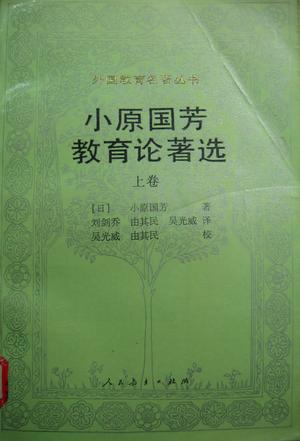 外国教育名著丛书
小原国芳
教育论著选
上卷
〔日〕 小原国芳 著
刘剑乔 由其民 吴光威 译
吴光威 由其民 校
人民教育出版社